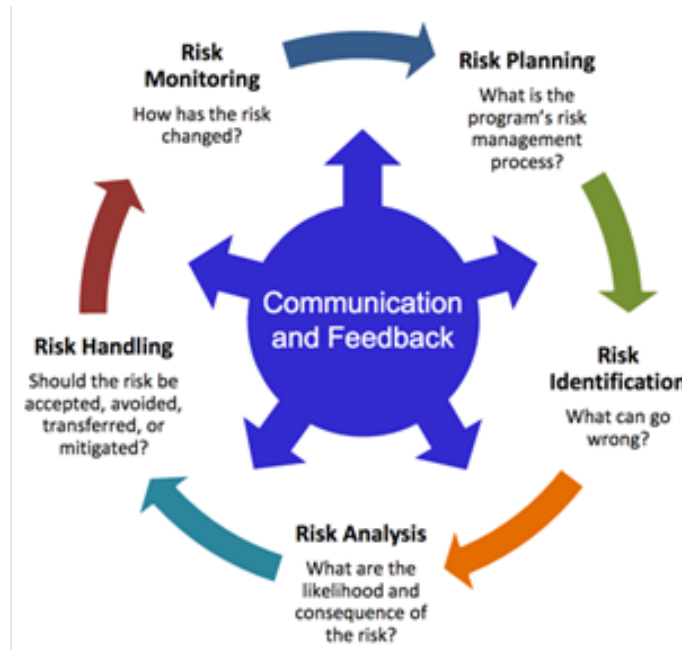 Risk
Monitoring
How has the risk
changed?
Risk Planning
What is the
program's risk
management
process?
Communication
and Feedback
Risk Handling
Should the risk be
accepted, avoided,
transferred, or
mitigated?
Risk
Identification
What can go
wrong?
Risk Analysis
What are the
likelihood and
consequence of
the risk?